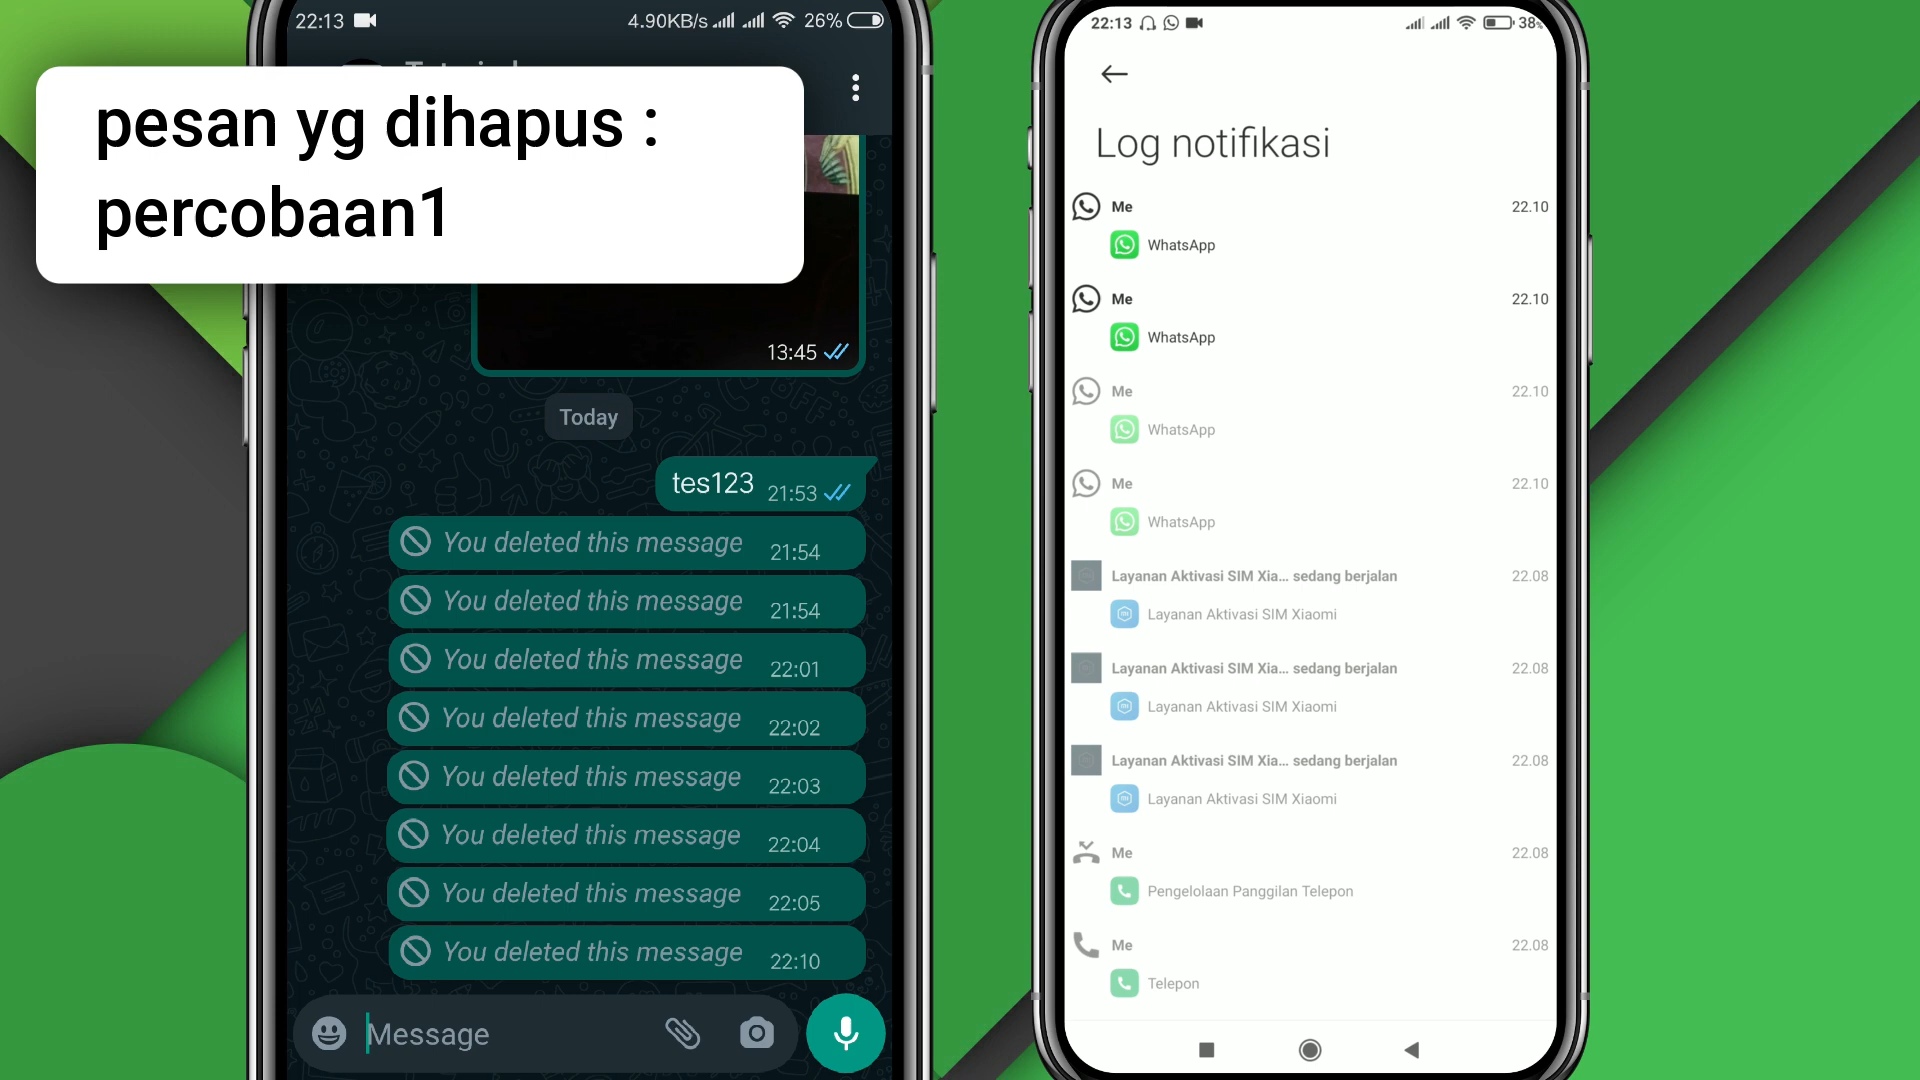 22:13
4.90KB/s 26%
pesan yg dihapus :
percobaan1
13:45
Today
tes123 21:53
You deleted this message 21:54
You deleted this message 21:54
You deleted this message 22:01
You deleted this message 22:02
You deleted this message 22:03
You deleted this message 22:04
You deleted this message 22:05
You deleted this message 22:10
Message
22:13
38%
Log notifikasi
Me 22.10
WhatsApp
Me 22.10
WhatsApp
Me 22.10
WhatsApp
Me 22.10
WhatsApp
Layanan Aktivasi SIM Xia... sedang berjalan 22.08
Layanan Aktivasi SIM Xiaomi
Layanan Aktivasi SIM Xia... sedang berjalan 22.08
Layanan Aktivasi SIM Xiaomi
Layanan Aktivasi SIM Xia... sedang berjalan 22.08
Layanan Aktivasi SIM Xiaomi
Me 22.08
Pengelolaan Panggilan Telepon
Me 22.08
Telepon